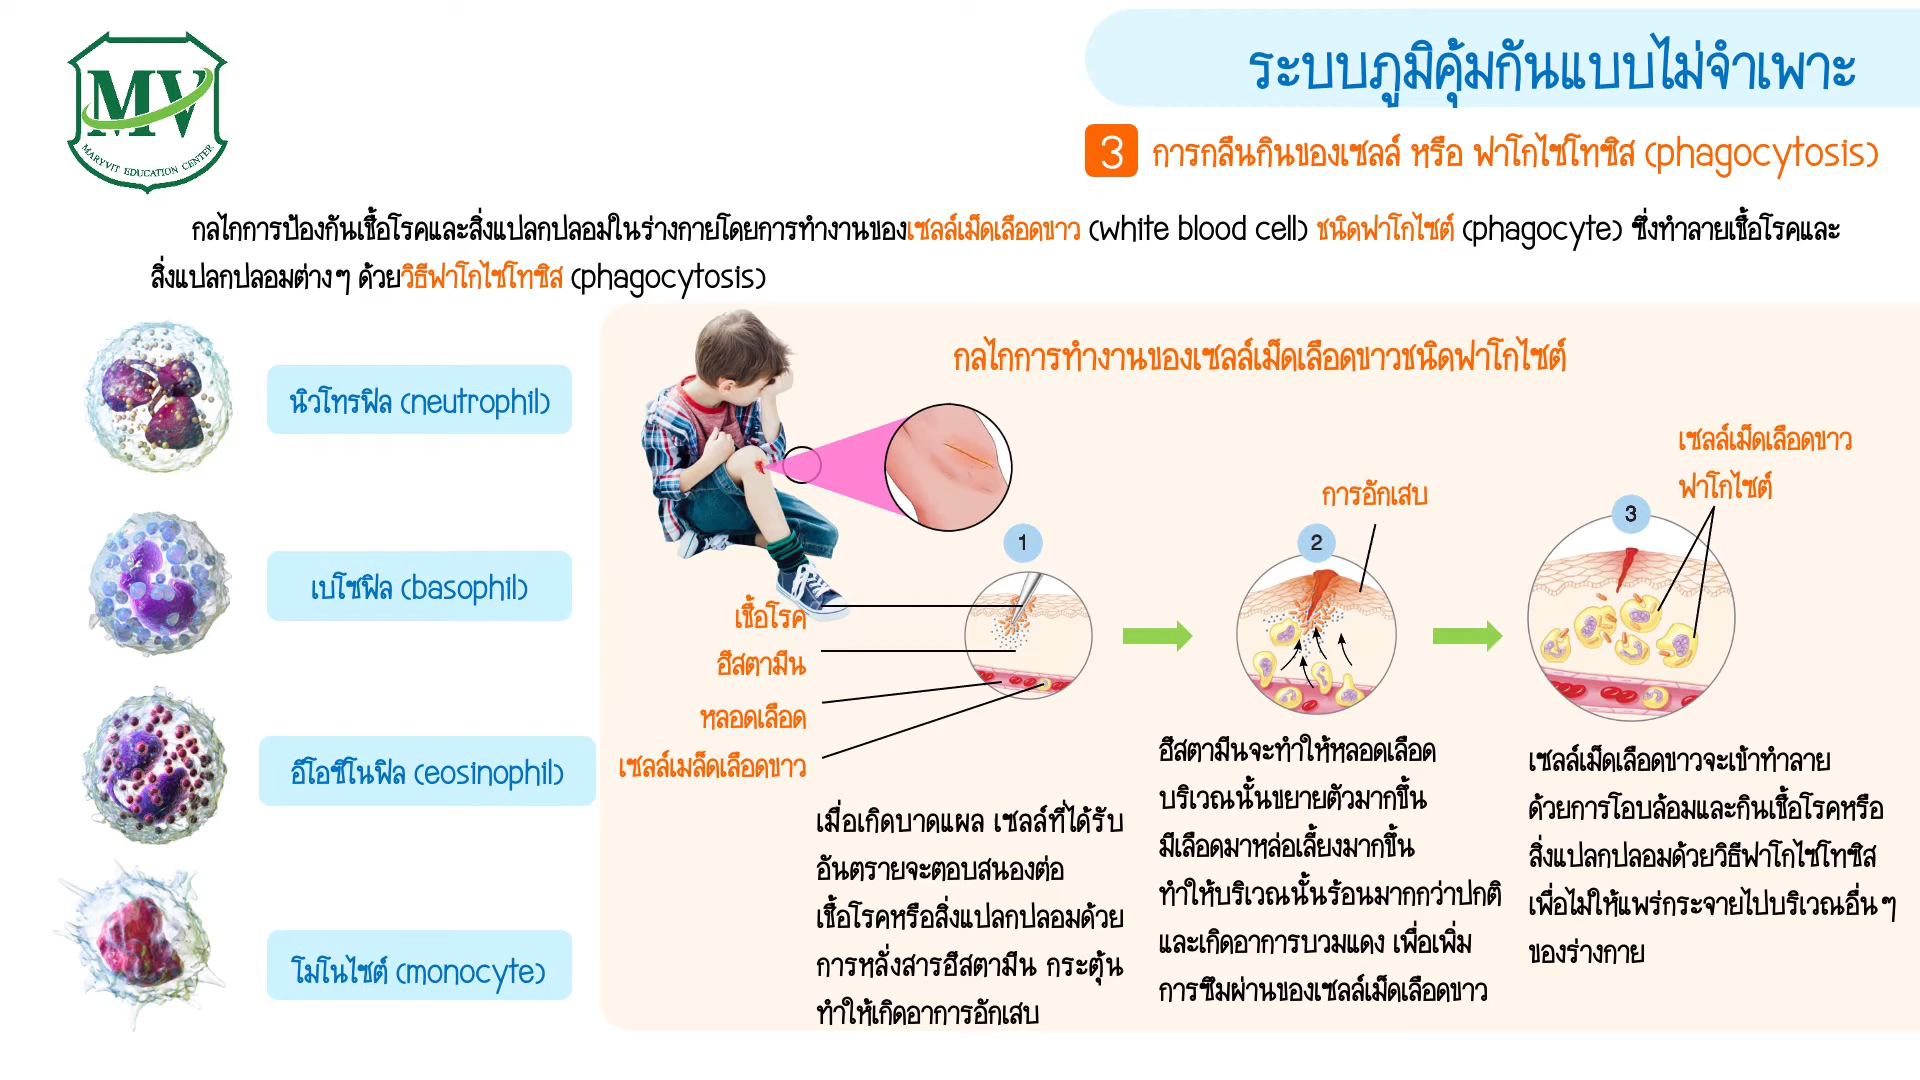 MV
MARYVIT EDUCATION CENTER
ระบบภูมิคุ้มกันแบบไม่จำเพาะ
3 การกลืนกินของเซลล์ หรือ ฟาโกไซโทซิส (phagocytosis)
กลไกการป้องกันเชื้อโรคและสิ่งแปลกปลอมในร่างกายโดยการทำงานของเซลล์เม็ดเลือดขาว (white blood cell) ชนิดฟาโกไซต์ (phagocyte) ซึ่งทำลายเชื้อโรคและ
สิ่งแปลกปลอมต่างๆ ด้วยวิธีฟาโกไซโทซิส (phagocytosis)
นิวโทรฟิล (neutrophil)
เบโซฟิล (basophil)
อีโอซิโนฟิล (eosinophil)
โมโนไซต์ (monocyte)
กลไกการทำงานของเซลล์เม็ดเลือดขาวชนิดฟาโกไซต์
1
เชื้อโรค
ฮีสตามีน
หลอดเลือด
เซลล์เมล็ดเลือดขาว
เมื่อเกิดบาดแผล เซลล์ที่ได้รับ
อันตรายจะตอบสนองต่อ
เชื้อโรคหรือสิ่งแปลกปลอมด้วย
การหลั่งสารฮีสตามีน กระตุ้น
ทำให้เกิดอาการอักเสบ
การอักเสบ
2
ฮีสตามีนจะทำให้หลอดเลือด
บริเวณนั้นขยายตัวมากขึ้น
มีเลือดมาหล่อเลี้ยงมากขึ้น
ทำให้บริเวณนั้นร้อนมากกว่าปกติ
และเกิดอาการบวมแดง เพื่อเพิ่ม
การซึมผ่านของเซลล์เม็ดเลือดขาว
เซลล์เม็ดเลือดขาว
ฟาโกไซต์
3
เซลล์เม็ดเลือดขาวจะเข้าทำลาย
ด้วยการโอบล้อมและกินเชื้อโรคหรือ
สิ่งแปลกปลอมด้วยวิธีฟาโกไซโทซิส
เพื่อไม่ให้แพร่กระจายไปบริเวณอื่นๆ
ของร่างกาย